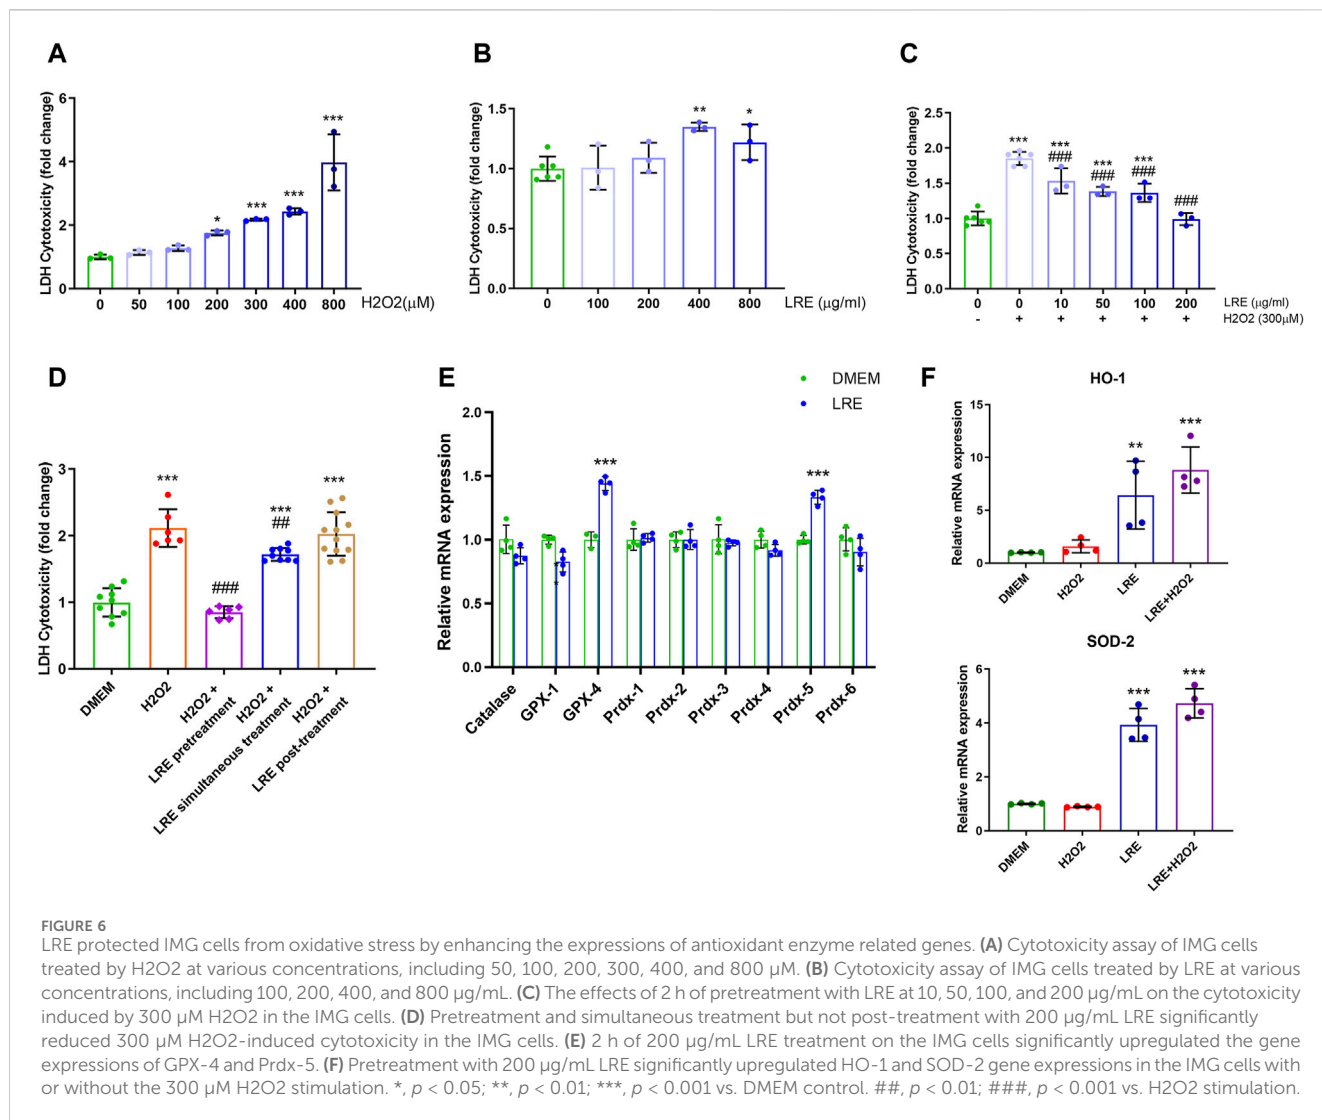 A
LDH Cytotoxicity (fold change)
6
4
2
0
*
***
***
***
0 50 100 200 300 400 800 H2O2(μM)
B
LDH Cytotoxicity (fold change)
1.5
1.0
0.5
0.0
**
*
0 100 200 400 800 LRE (μg/ml)
C
LDH Cytotoxicity (fold change)
2.5
2.0
1.5
1.0
0.5
0.0
***
***
###
***
###
***
###
###
0 0 10 50 100 200 LRE (μg/ml)
- + + + + + H2O2 (300μM)
D
LDH Cytotoxicity (fold change)
3
2
1
0
***
###
***
##
***
DMEM
H2O2
H2O2 +
LRE pretreatment
H2O2 +
LRE simultaneous treatment
H2O2 +
LRE post-treatment
E
DMEM
LRE
Relative mRNA expression
2.0
1.5
1.0
0.5
0.0
**
***
***
Catalase
GPX-1
GPX-4
Prdx-1
Prdx-2
Prdx-3
Prdx-4
Prdx-5
Prdx-6
F
HO-1
Relative mRNA expression
15
10
5
0
**
***
DMEM
H2O2
LRE
LRE+H2O2
SOD-2
Relative mRNA expression
6
4
2
0
***
***
DMEM
H2O2
LRE
LRE+H2O2
FIGURE 6
LRE protected IMG cells from oxidative stress by enhancing the expressions of antioxidant enzyme related genes. (A) Cytotoxicity assay of IMG cells
treated by H2O2 at various concentrations, including 50, 100, 200, 300, 400, and 800 μM. (B) Cytotoxicity assay of IMG cells treated by LRE at various
concentrations, including 100, 200, 400, and 800 μg/mL. (C) The effects of 2 h of pretreatment with LRE at 10, 50, 100, and 200 μg/mL on the cytotoxicity
induced by 300 μM H2O2 in the IMG cells. (D) Pretreatment and simultaneous treatment but not post-treatment with 200 μg/mL LRE significantly
reduced 300 μM H2O2-induced cytotoxicity in the IMG cells. (E) 2 h of 200 μg/mL LRE treatment on the IMG cells significantly upregulated the gene
expressions of GPX-4 and Prdx-5. (F) Pretreatment with 200 μg/mL LRE significantly upregulated HO-1 and SOD-2 gene expressions in the IMG cells with
or without the 300 μM H2O2 stimulation. *, p < 0.05; **, p < 0.01; ***, p < 0.001 vs. DMEM control. ##, p < 0.01; ###, p < 0.001 vs. H2O2 stimulation.